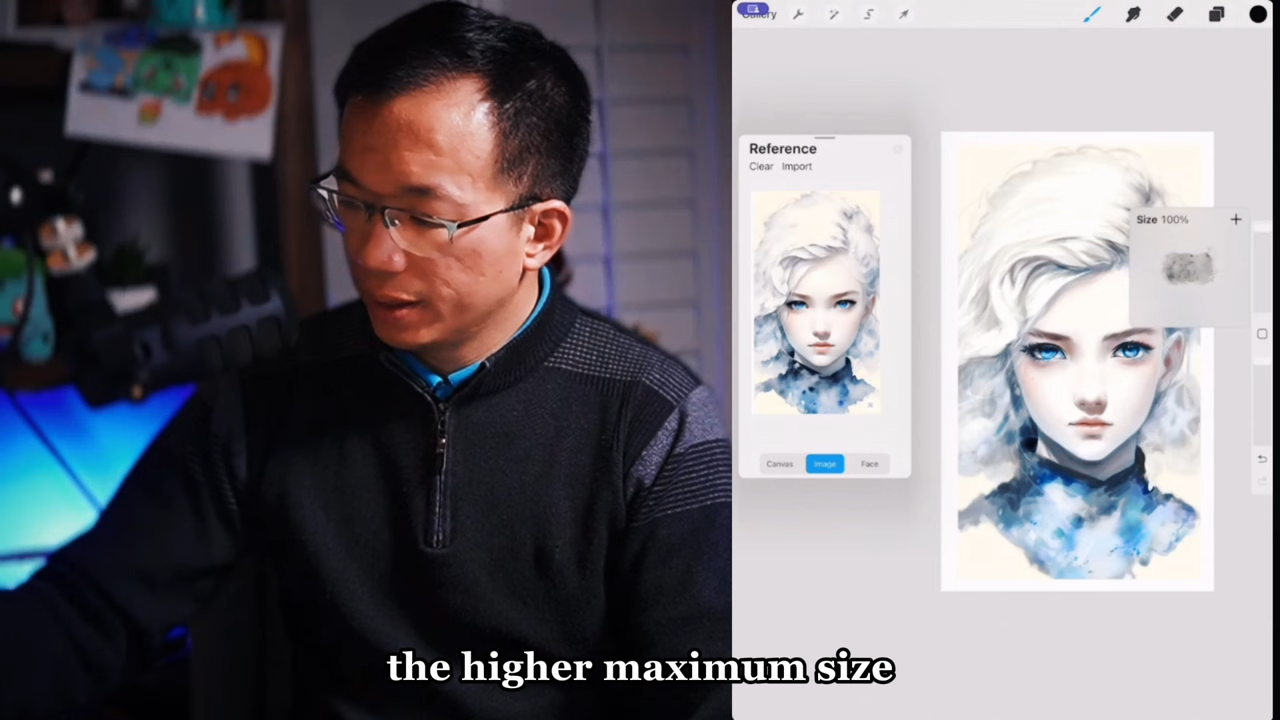 Gallery
Reference
Clear Import
Size 100%
Canvas Image Face
the higher maximum size